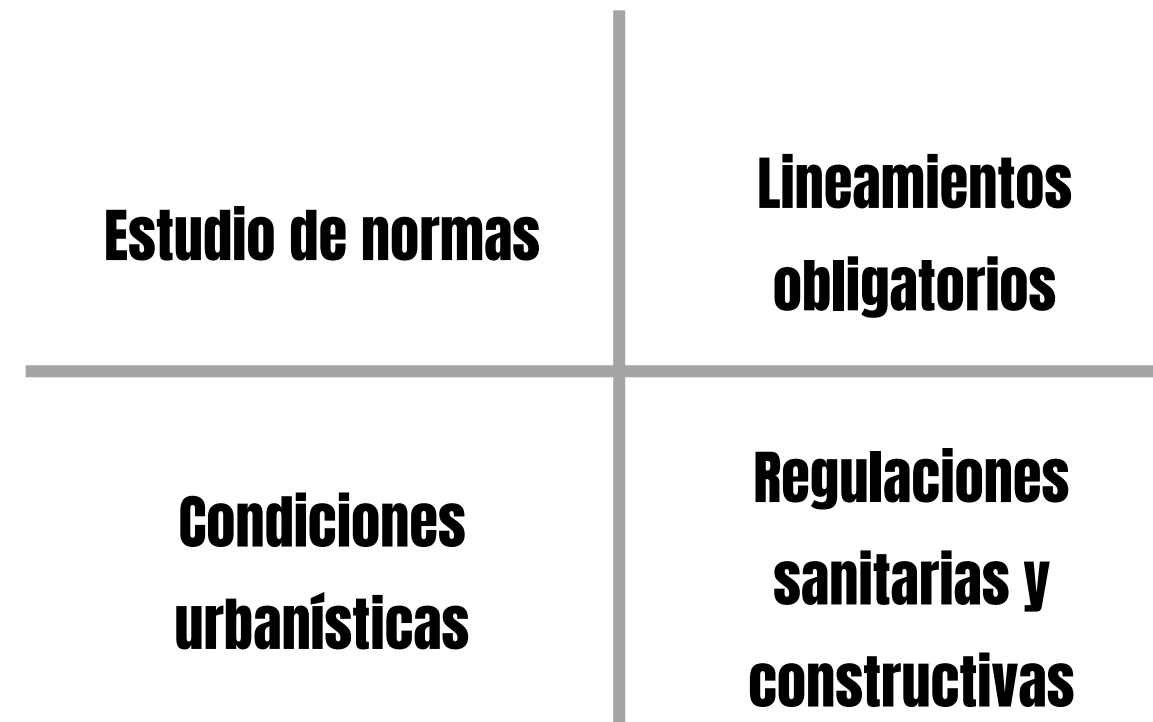 Estudio de normas
Lineamientos
obligatorios
Condiciones
urbanísticas
Regulaciones
sanitarias y
constructivas